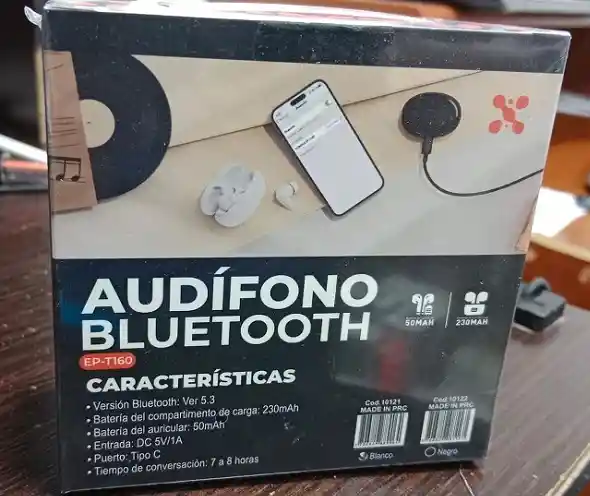 AUDÍFONO
BLUETOOTH
50MAH
230MAH
EP-T160
CARACTERÍSTICAS
• Versión Bluetooth: Ver 5.3
• Batería del compartimento de carga: 230mAh
• Batería del auricular: 50mAh
• Entrada: DC 5V/1A
• Puerto: Tipo C
• Tiempo de conversación: 7 a 8 horas
Cod.10121
MADE IN PRC
Blanco
Cod.10122
MADE IN PRC
Negro